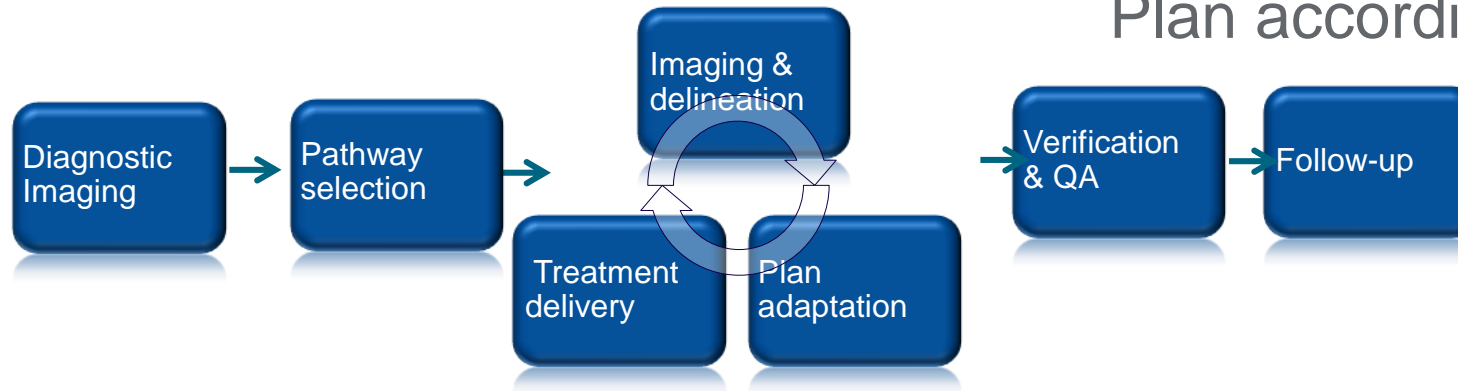 Plan accordi
Diagnostic
Imaging
Pathway
selection
Imaging &
delineation
Treatment
delivery
Plan
adaptation
Verification
& QA
Follow-up